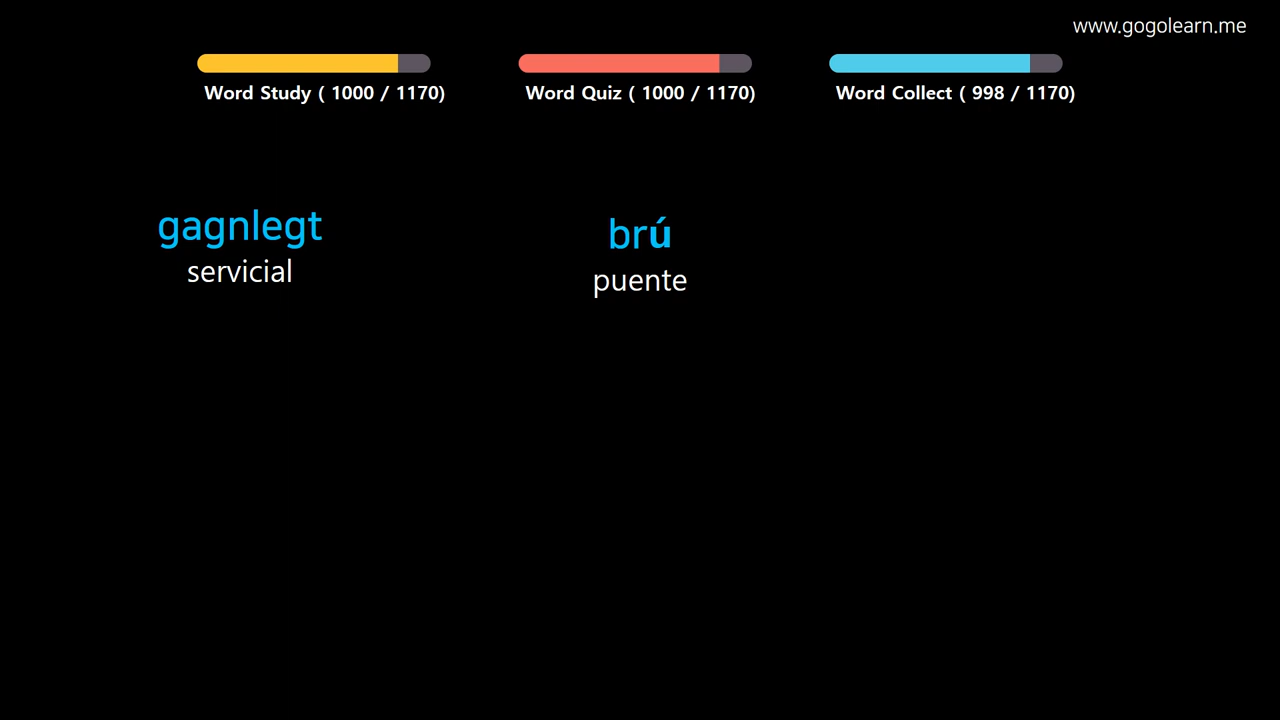 www.gogolearn.me
Word Study ( 1000 / 1170)
Word Quiz ( 1000 / 1170)
Word Collect ( 998 / 1170)
gagnlegt
servicial
brú
puente